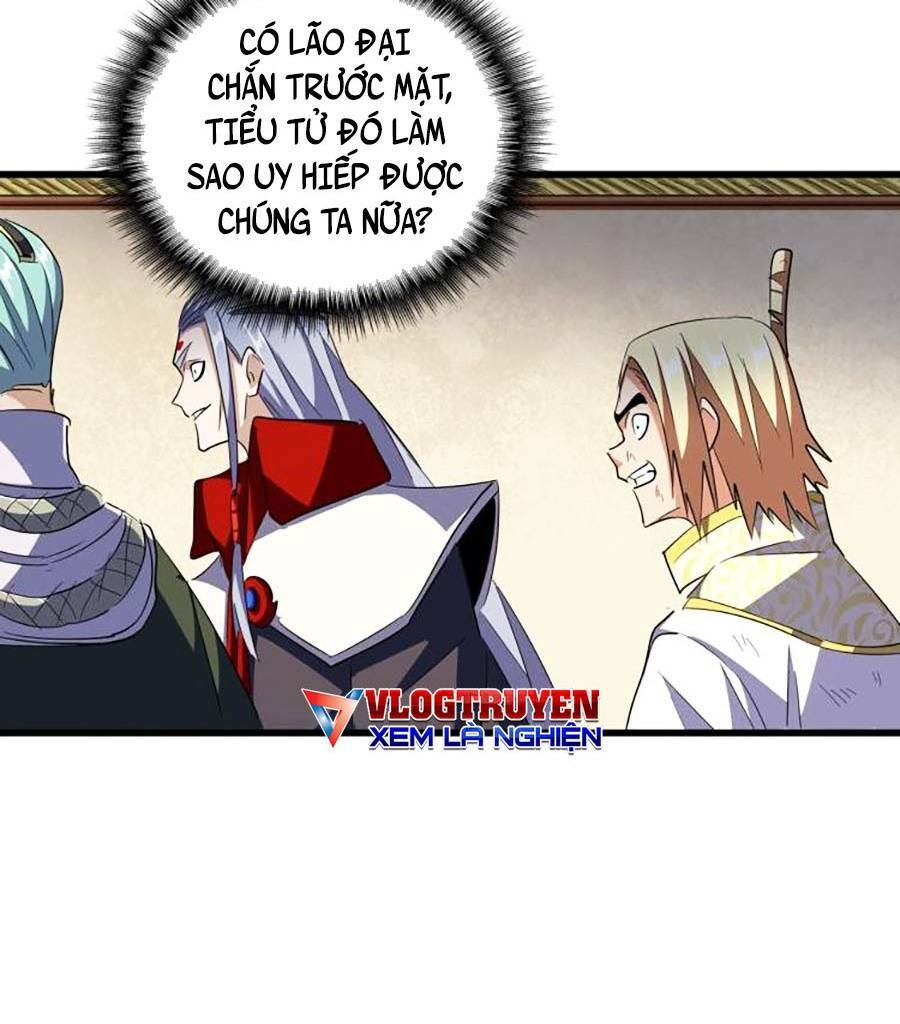 CÓ LÃO ĐẠI
CHẮN TRƯỚC MẶT,
TIỂU TỬ ĐÓ LÀM
SAO UY HIẾP ĐƯỢC
CHÚNG TA NỮA?
VLOGTRUYEN
XEM LÀ NGHIỆN